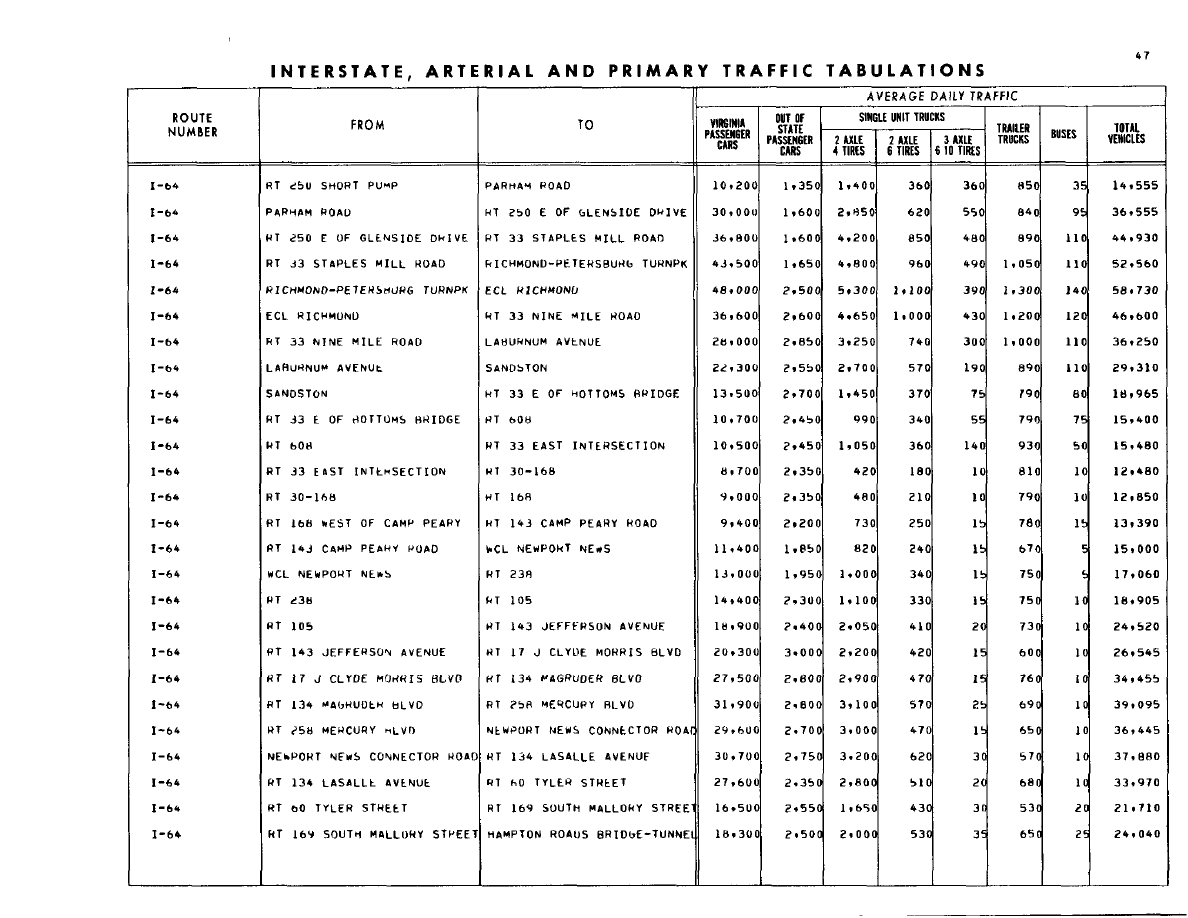 47
INTERSTATE, ARTERIAL AND PRIMARY TRAFFIC TABULATIONS
ROUTE NUMBER FROM TO AVERAGE DAILY TRAFFIC
VIRGINIA PASSENGER CARS OUT OF STATE PASSENGER CARS SINGLE UNIT TRUCKS 2 AXLE 4 TIRES 2 AXLE 6 TIRES 3 AXLE 6 10 TIRES TRAILER TRUCKS BUSES TOTAL VEHICLES
I-64 RT 250 SHORT PUMP PARHAM ROAD 10,200 1,350 1,400 360 360 850 35 14,555
I-64 PARHAM ROAD RT 250 E OF GLENSIDE DRIVE 30,000 1,600 2,850 620 550 840 95 36,555
I-64 RT 250 E OF GLENSIDE DRIVE RT 33 STAPLES MILL ROAD 36,800 1,600 4,200 850 480 890 110 44,930
I-64 RT 33 STAPLES MILL ROAD RICHMOND-PETERSBURG TURNPK 43,500 1,650 4,800 960 490 1,050 110 52,560
I-64 RICHMOND-PETERSBURG TURNPK ECL RICHMOND 48,000 2,500 5,300 1,100 390 1,300 140 58,730
I-64 ECL RICHMOND RT 33 NINE MILE ROAD 36,600 2,600 4,650 1,000 430 1,200 120 46,600
I-64 RT 33 NINE MILE ROAD LABURNUM AVENUE 28,000 2,850 3,250 740 300 1,000 110 36,250
I-64 LABURNUM AVENUE SANDSTON 22,300 2,550 2,700 570 190 890 110 29,310
I-64 SANDSTON RT 33 E OF BOTTOMS BRIDGE 13,500 2,700 1,450 370 75 790 80 18,965
I-64 RT 33 E OF BOTTOMS BRIDGE RT 608 10,700 2,450 990 340 55 790 75 15,400
I-64 RT 608 RT 33 EAST INTERSECTION 10,500 2,450 1,050 360 140 930 50 15,480
I-64 RT 33 EAST INTERSECTION RT 30-168 8,700 2,350 420 180 10 810 10 12,480
I-64 RT 30-168 RT 168 9,000 2,350 480 210 10 790 10 12,850
I-64 RT 168 WEST OF CAMP PEARY RT 143 CAMP PEARY ROAD 9,400 2,200 730 250 15 780 15 13,390
I-64 RT 143 CAMP PEARY ROAD WCL NEWPORT NEWS 11,400 1,850 820 240 15 670 5 15,000
I-64 WCL NEWPORT NEWS RT 238 13,000 1,950 1,000 340 15 750 5 17,060
I-64 RT 238 RT 105 14,400 2,300 1,100 330 15 750 10 18,905
I-64 RT 105 RT 143 JEFFERSON AVENUE 18,900 2,400 2,050 410 20 730 10 24,520
I-64 RT 143 JEFFERSON AVENUE RT 17 J CLYDE MORRIS BLVD 20,300 3,000 2,200 420 15 600 10 26,545
I-64 RT 17 J CLYDE MORRIS BLVD RT 134 MAGRUDER BLVD 27,500 2,800 2,900 470 15 760 10 34,455
I-64 RT 134 MAGRUDER BLVD RT 258 MERCURY BLVD 31,900 2,800 3,100 570 25 690 10 39,095
I-64 RT 258 MERCURY BLVD NEWPORT NEWS CONNECTOR ROAD 29,600 2,700 3,000 470 15 650 10 36,445
I-64 NEWPORT NEWS CONNECTOR ROAD RT 134 LASALLE AVENUE 30,700 2,750 3,200 620 30 570 10 37,880
I-64 RT 134 LASALLE AVENUE RT 60 TYLER STREET 27,600 2,350 2,800 510 20 680 10 33,970
I-64 RT 60 TYLER STREET RT 169 SOUTH MALLORY STREET 16,500 2,550 1,650 430 30 530 20 21,710
I-64 RT 169 SOUTH MALLORY STREET HAMPTON ROADS BRIDGE-TUNNEL 18,300 2,500 2,000 530 35 650 25 24,040